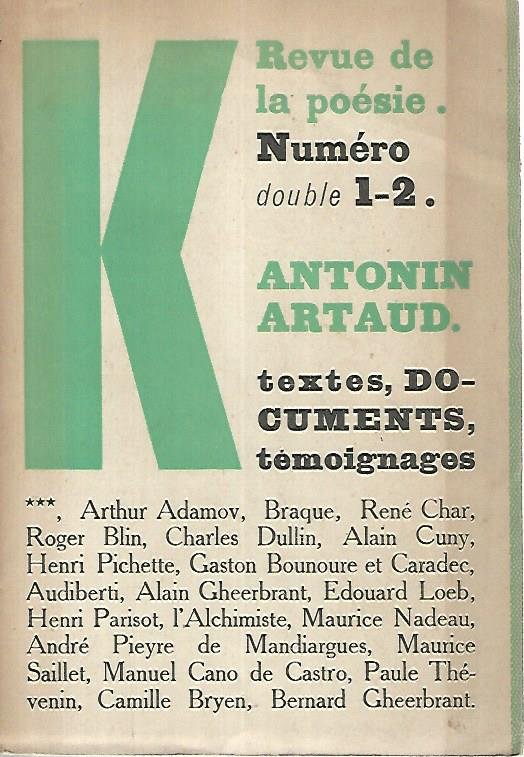 K
Revue de
la poésie.
Numéro
double 1-2.
ANTONIN
ARTAUD.
textes, DO-
CUMENTS,
témoignages
***, Arthur Adamov, Braque, René Char,
Roger Blin, Charles Dullin, Alain Cuny,
Henri Pichette, Gaston Bounoure et Caradec,
Audiberti, Alain Gheerbrant, Edouard Loeb,
Henri Parisot, l'Alchimiste, Maurice Nadeau,
André Pieyre de Mandiargues, Maurice
Saillet, Manuel Cano de Castro, Paule Thé-
venin, Camille Bryen, Bernard Gheerbrant.